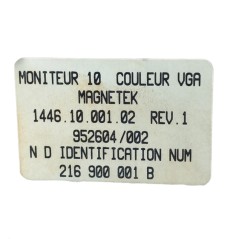 MONITEUR 10 COULEUR VGA
MAGNETEK
1446.10.001.02 REV.1
952604/002
N D IDENTIFICATION NUM
216 900 001 B